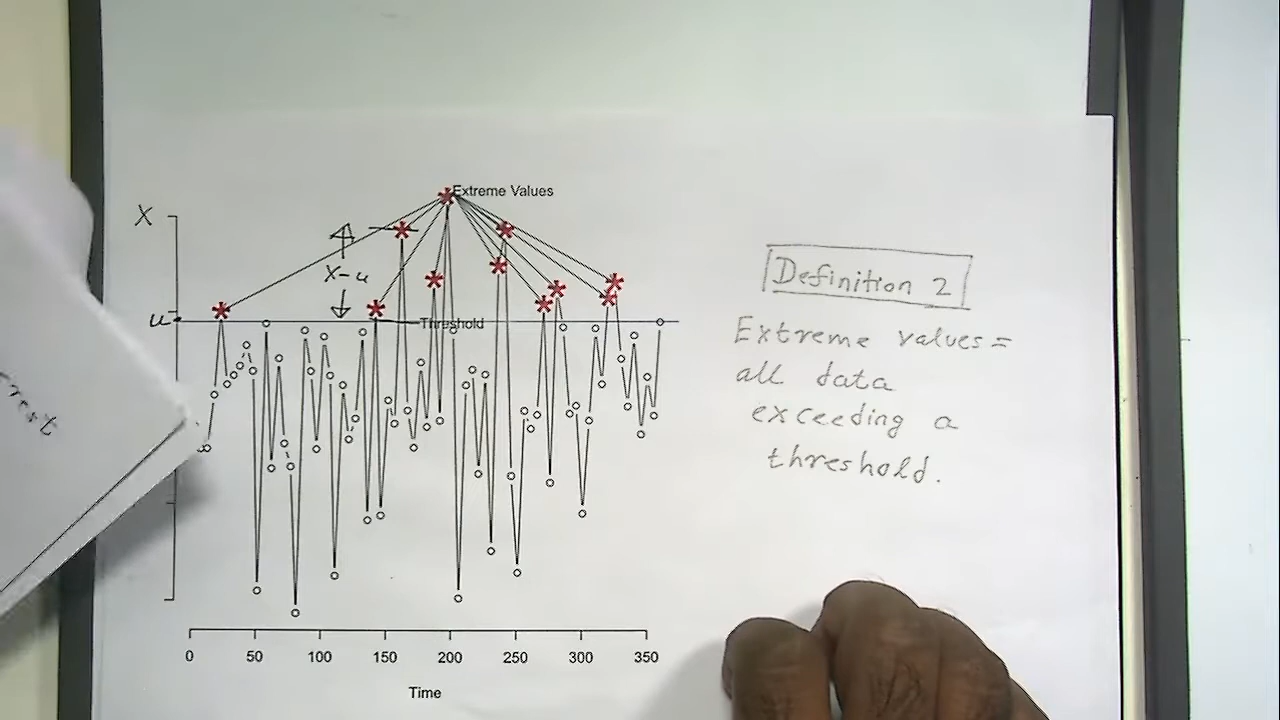 Extreme Values
X
X-u
u
Threshold
0 50 100 150 200 250 300 350
Time
Definition 2
Extreme values =
all data
exceeding a
threshold.